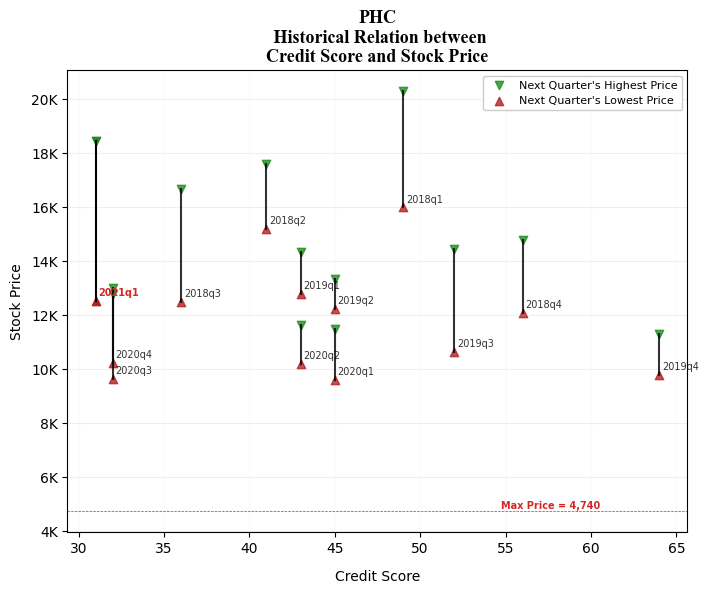 PHC
Historical Relation between
Credit Score and Stock Price
Next Quarter's Highest Price
Next Quarter's Lowest Price
Stock Price
20K
18K
16K
14K
12K
10K
8K
6K
4K
2018q1
2018q2
2021q1
2018q3
2019q1
2019q2
2018q4
2020q4
2020q3
2020q2
2020q1
2019q3
2019q4
Max Price = 4,740
30 35 40 45 50 55 60 65
Credit Score